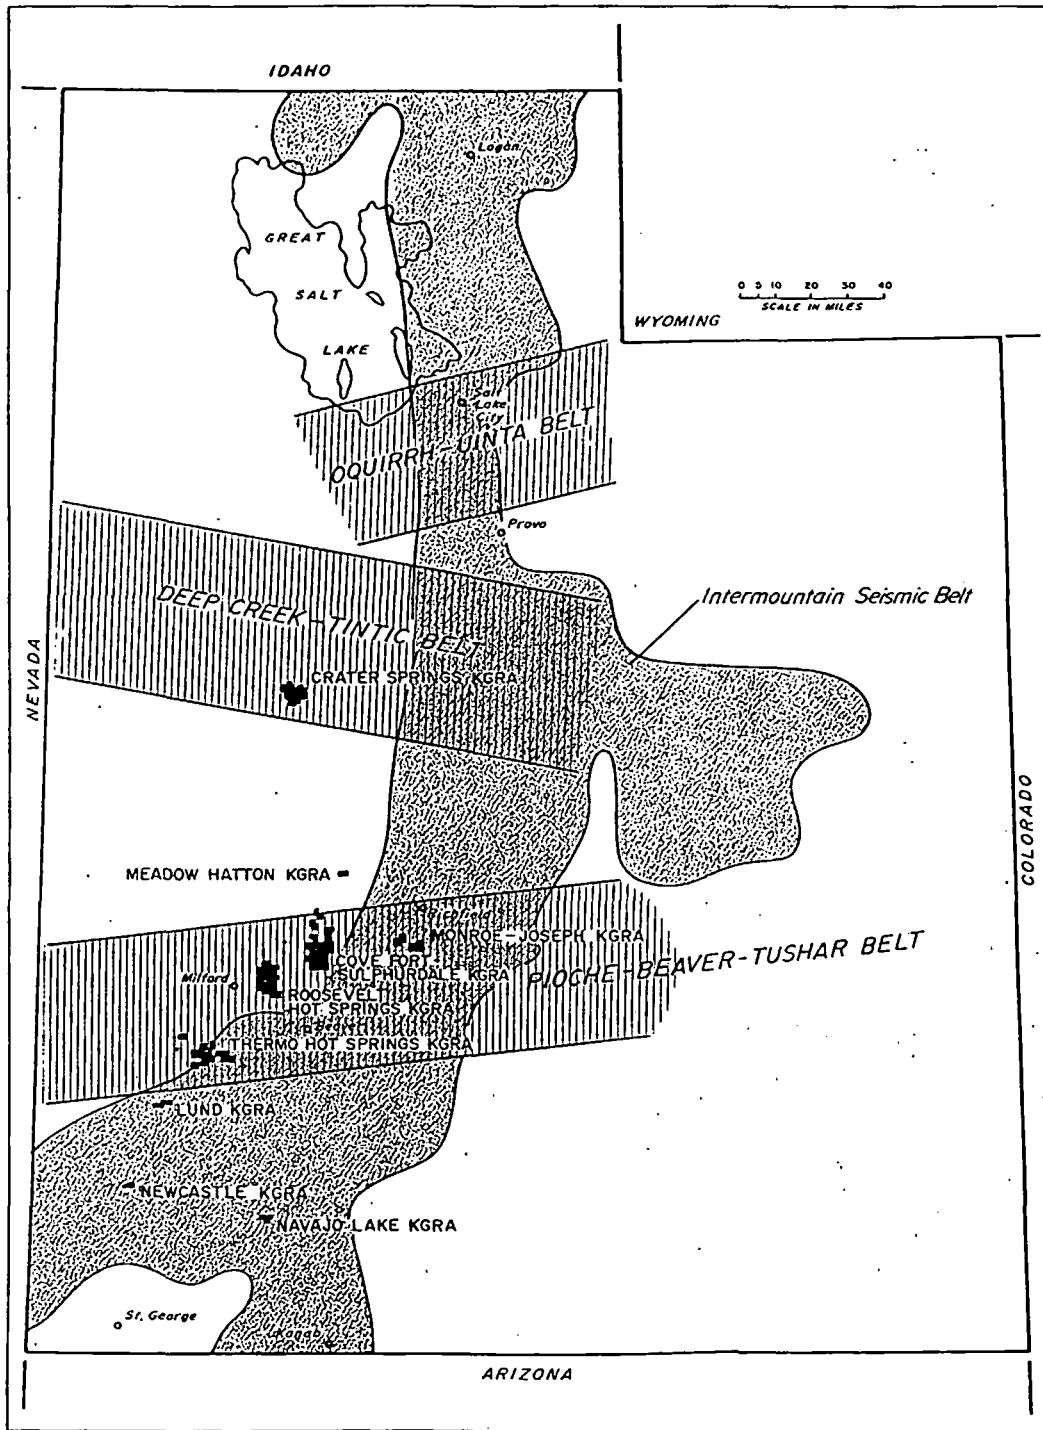 IDAHO
Logan
GREAT
SALT
LAKE
0 5 10 20 30 40
SCALE IN MILES
WYOMING
Salt
Lake
City
OQUIRRH-UINTA BELT
Provo
DEEP CREEK-TINTIC BELT
Intermountain Seismic Belt
CRATER SPRINGS KGRA
NEVADA
COLORADO
MEADOW HATTON KGRA
Richfield
MONROE-JOSEPH KGRA
COVE FORT-
SULPHURDALE KGRA
PIOCHE-BEAVER-TUSHAR BELT
Milford
ROOSEVELT
HOT SPRINGS KGRA
THERMO HOT SPRINGS KGRA
LUND KGRA
NEWCASTLE KGRA
NAVAJO LAKE KGRA
St. George
Kanab
ARIZONA